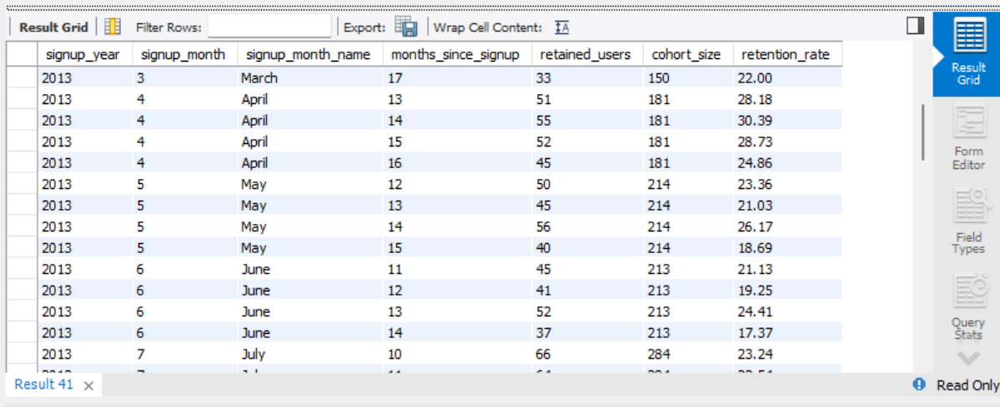 Result Grid Filter Rows: Export: Wrap Cell Content:
signup_year signup_month signup_month_name months_since_signup retained_users cohort_size retention_rate
2013 3 March 17 33 150 22.00
2013 4 April 13 51 181 28.18
2013 4 April 14 55 181 30.39
2013 4 April 15 52 181 28.73
2013 4 April 16 45 181 24.86
2013 5 May 12 50 214 23.36
2013 5 May 13 45 214 21.03
2013 5 May 14 56 214 26.17
2013 5 May 15 40 214 18.69
2013 6 June 11 45 213 21.13
2013 6 June 12 41 213 19.25
2013 6 June 13 52 213 24.41
2013 6 June 14 37 213 17.37
2013 7 July 10 66 284 23.24
Result
Grid
Form
Editor
Field
Types
Query
Stats
Result 41 Read Only